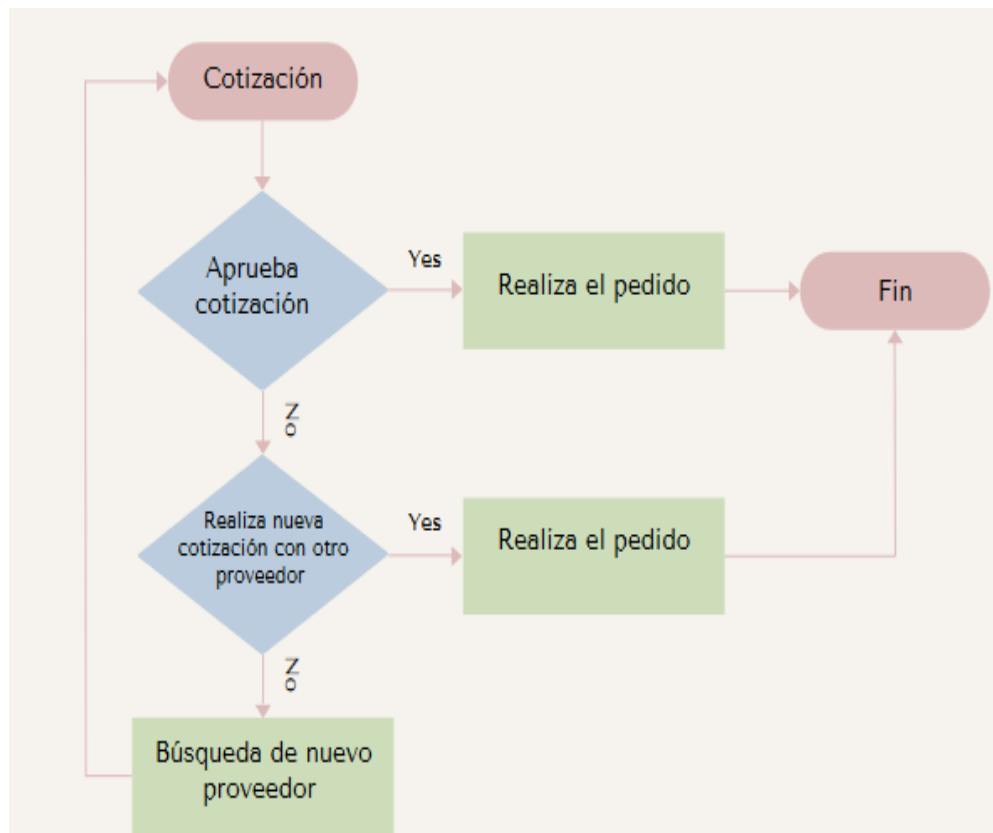 Cotización
Aprueba
cotización
Yes
Realiza el pedido
Fin
No
Realiza nueva
cotización con otro
proveedor
Yes
Realiza el pedido
No
Búsqueda de nuevo
proveedor